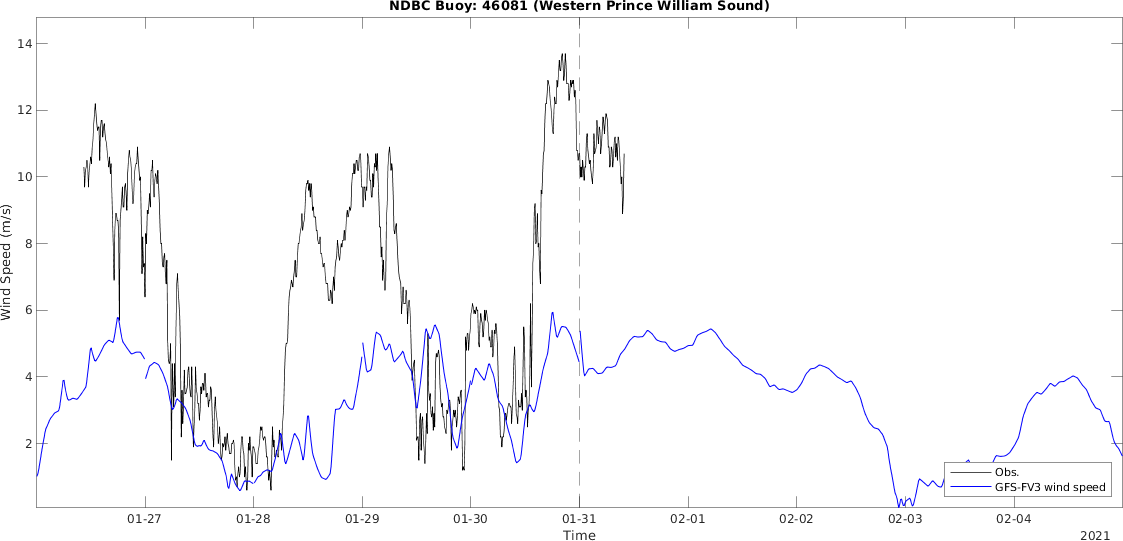 NDBC Buoy: 46081 (Western Prince William Sound)
14
12
10
8
6
4
2
Wind Speed (m/s)
01-27 01-28 01-29 01-30 01-31 02-01 02-02 02-03 02-04
Time
2021
Obs.
GFS-FV3 wind speed